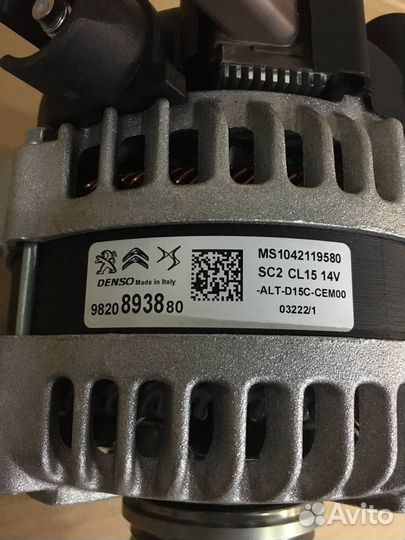 MS1042119580
SC2 CL15 14V
DENSO Made in Italy
-ALT-D15C-CEM00
9820893880
03222/1
Avito